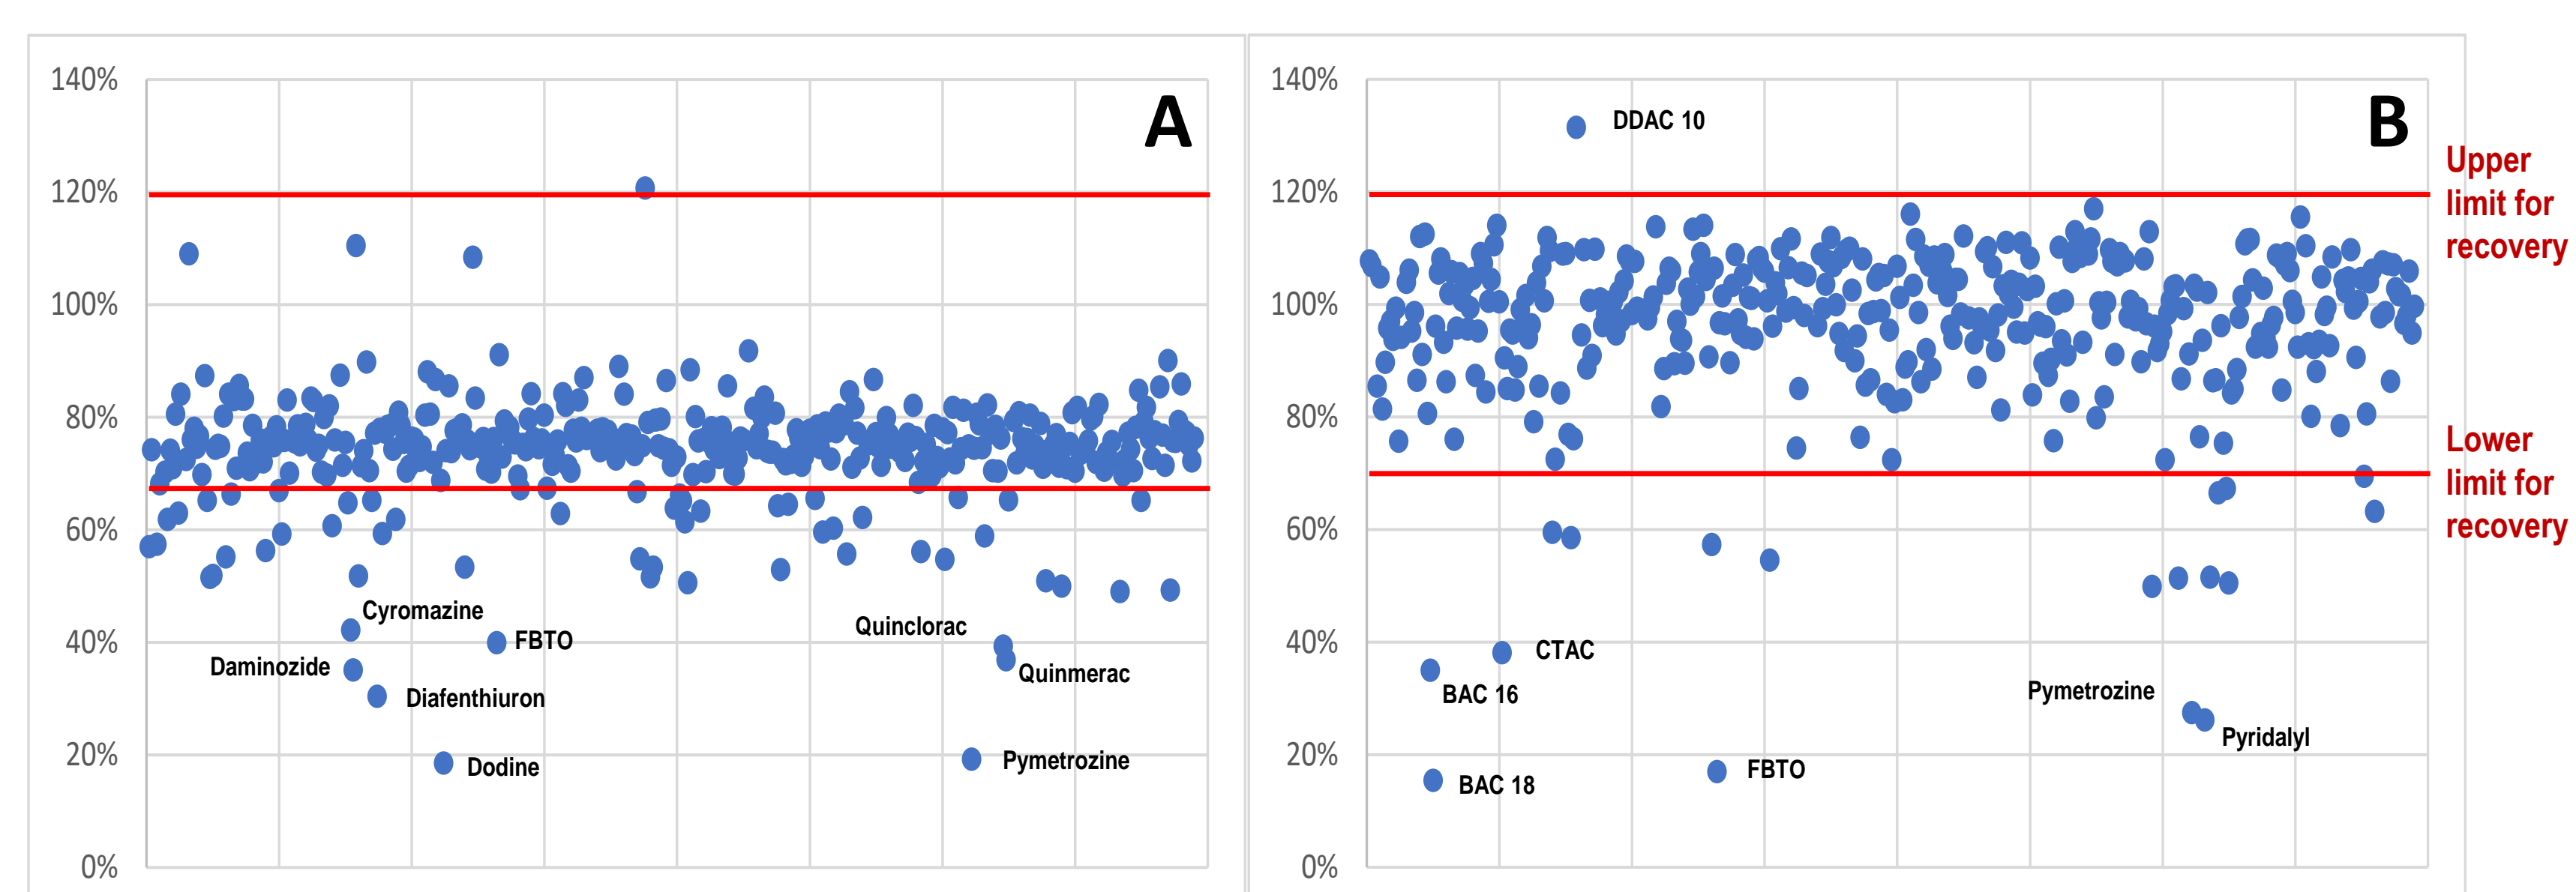 140%
120%
100%
80%
60%
40%
20%
0%
A
Cyromazine
FBTO
Daminozide
Diafenthiuron
Dodine
Quinclorac
Quinmerac
Pymetrozine
140%
120%
100%
80%
60%
40%
20%
0%
B
DDAC 10
CTAC
BAC 16
BAC 18
FBTO
Pymetrozine
Pyridalyl
Upper
limit for
recovery
Lower
limit for
recovery